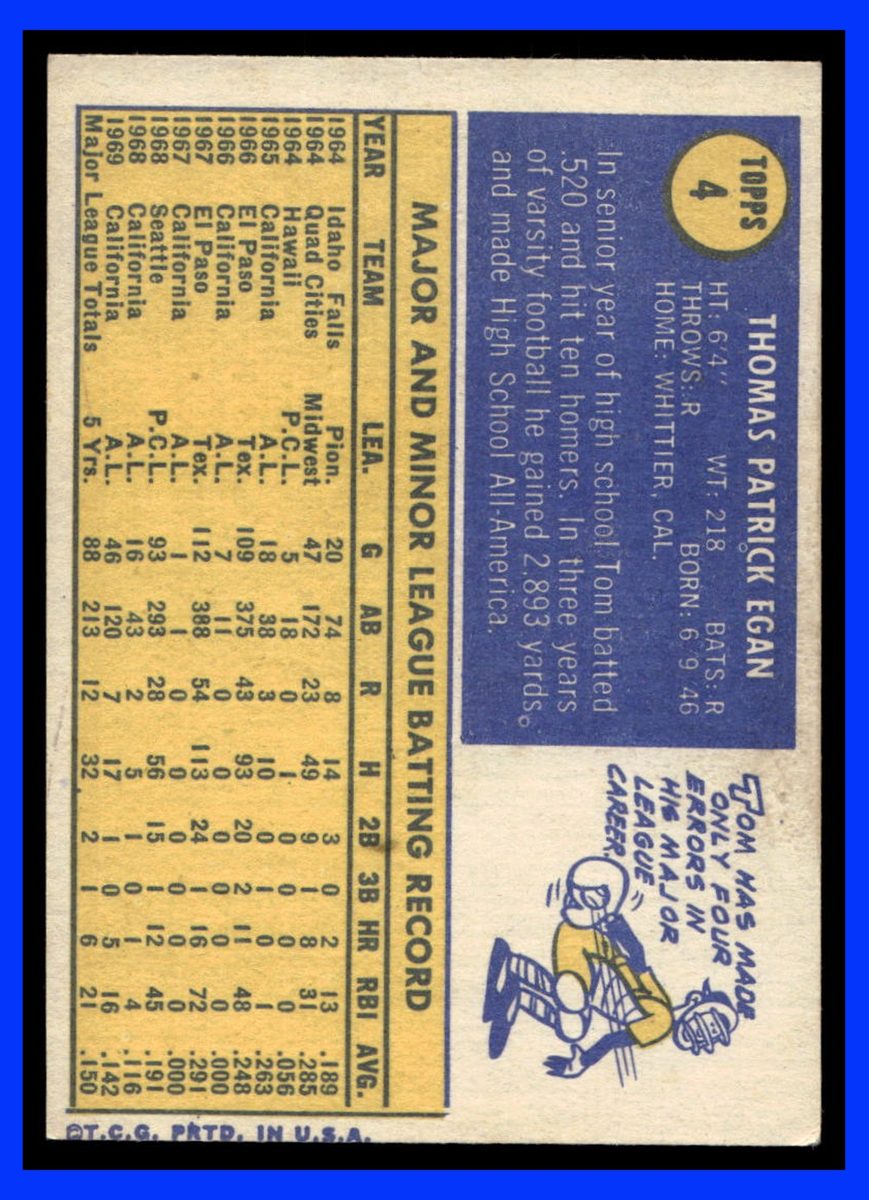 TOPPS
4
THOMAS PATRICK EGAN
HT: 6'4" WT: 218 BATS: R
THROWS: R BORN: 6 9 46
HOME: WHITTIER, CAL.
In senior year of high school Tom batted
.520 and hit ten homers. In three years
of varsity football he gained 2,893 yards
and made High School All-America.
TOM HAS MADE
ONLY FOUR
ERRORS IN
HIS MAJOR
LEAGUE
CAREER.
MAJOR AND MINOR LEAGUE BATTING RECORD
YEAR TEAM LEA. G AB R H 2B 3B HR RBI AVG.
1964 Idaho Falls Pion. 20 74 8 14 3 0 2 13 .189
1964 Quad Cities Midwest 47 172 23 49 9 1 8 31 .285
1964 Hawaii P.C.L. 5 18 0 1 0 0 0 0 .056
1965 California A.L. 18 38 3 10 0 1 0 1 .263
1966 El Paso Tex. 109 375 43 93 20 2 11 48 .248
1966 California A.L. 7 11 0 0 0 0 0 0 .000
1967 El Paso Tex. 112 388 54 113 24 1 16 72 .291
1967 California A.L. 1 1 0 0 0 0 0 0 .000
1968 Seattle P.C.L. 93 293 28 56 15 1 12 45 .191
1968 California A.L. 16 43 2 5 1 0 1 4 .116
1969 California A.L. 46 120 7 17 1 0 5 16 .142
Major League Totals 5 Yrs. 88 213 12 32 2 1 6 21 .150
©T.C.G. PRTD. IN U.S.A.